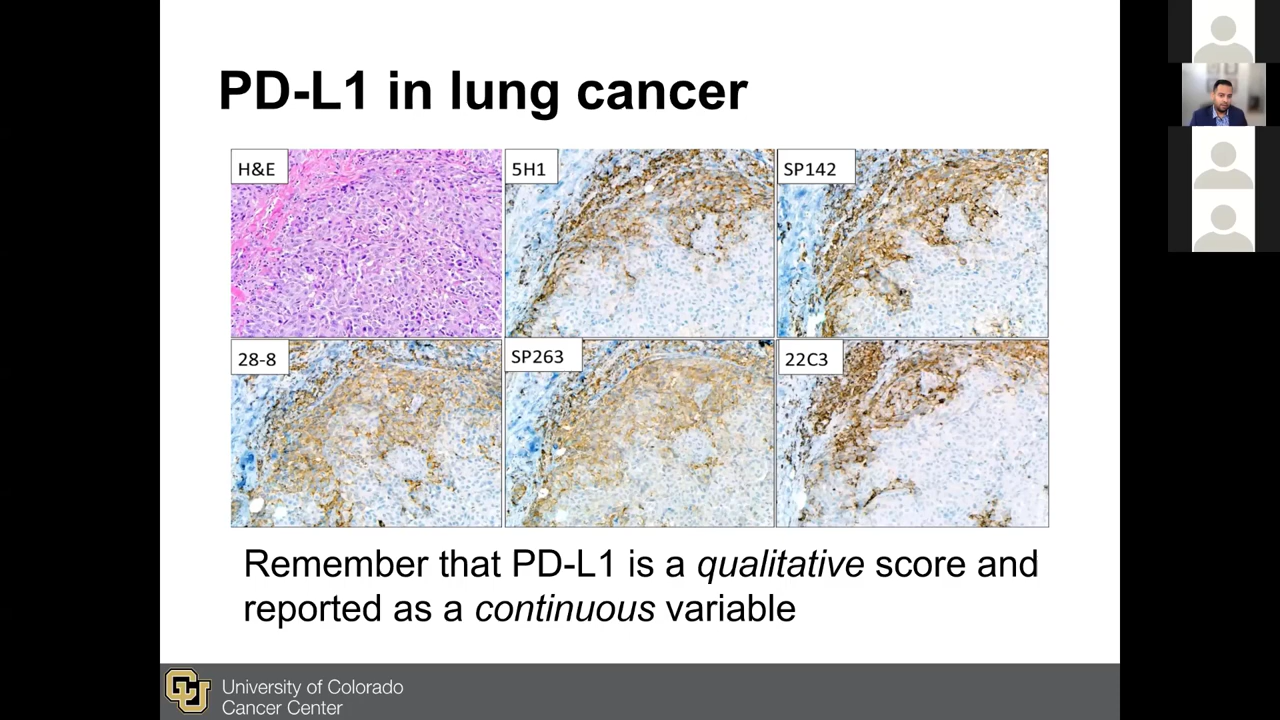 PD-L1 in lung cancer
H&E
5H1
SP142
28-8
SP263
22C3
Remember that PD-L1 is a qualitative score and
reported as a continuous variable
CU
University of Colorado
Cancer Center